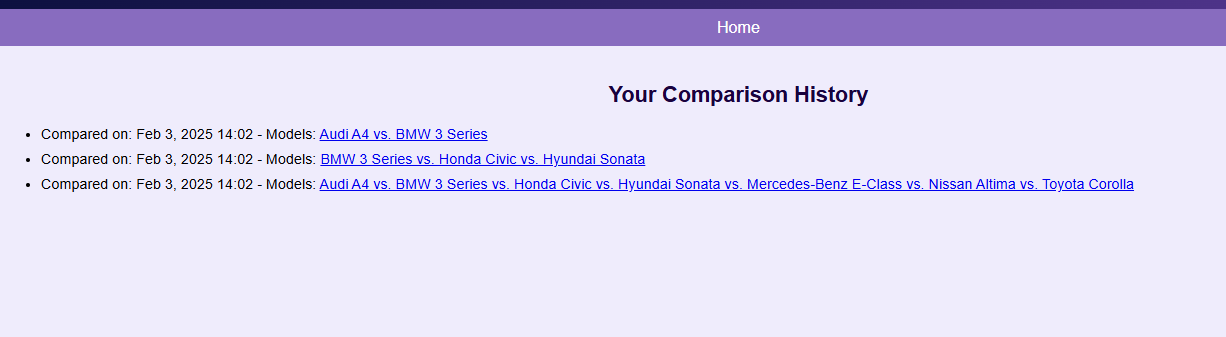 Home
Your Comparison History
Compared on: Feb 3, 2025 14:02 - Models: Audi A4 vs. BMW 3 Series
Compared on: Feb 3, 2025 14:02 - Models: BMW 3 Series vs. Honda Civic vs. Hyundai Sonata
Compared on: Feb 3, 2025 14:02 - Models: Audi A4 vs. BMW 3 Series vs. Honda Civic vs. Hyundai Sonata vs. Mercedes-Benz E-Class vs. Nissan Altima vs. Toyota Corolla